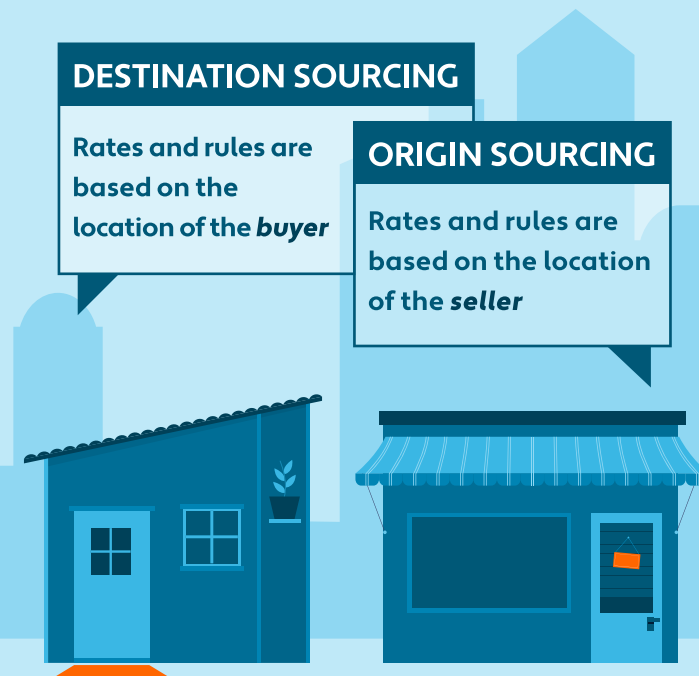 DESTINATION SOURCING
Rates and rules are
based on the
location of the buyer
ORIGIN SOURCING
Rates and rules are
based on the location
of the seller